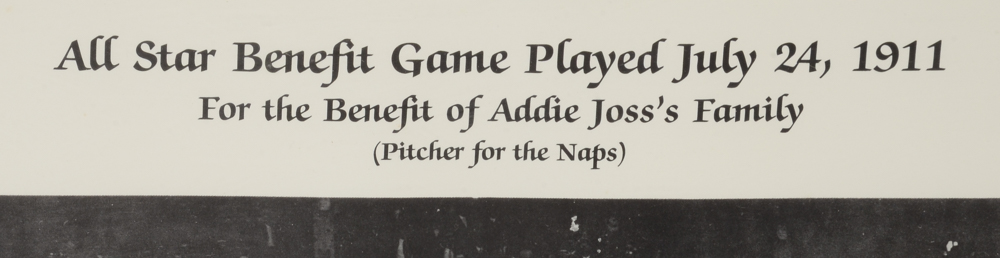 All Star Benefit Game Played July 24, 1911
For the Benefit of Addie Joss's Family
(Pitcher for the Naps)